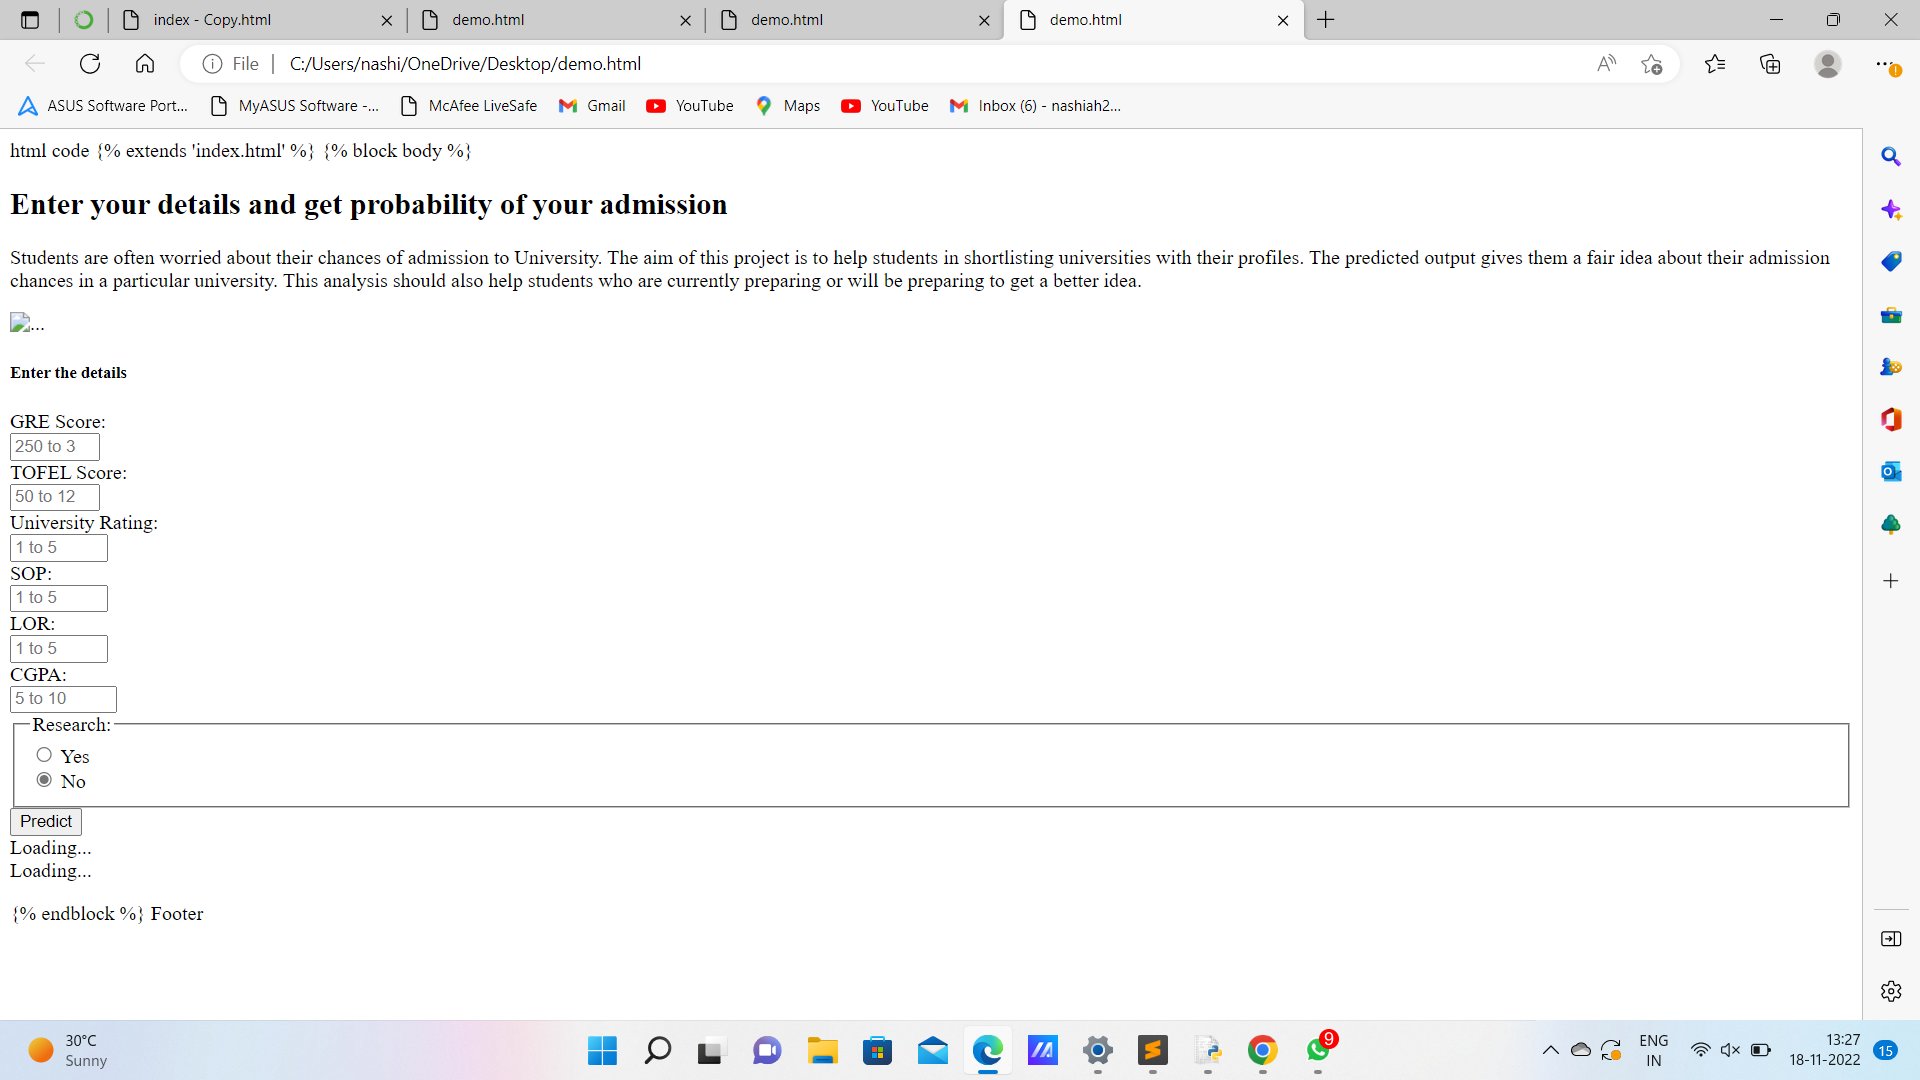 index - Copy.html
demo.html
demo.html
demo.html
File
C:/Users/nashi/OneDrive/Desktop/demo.html
ASUS Software Port...
MyASUS Software -...
McAfee LiveSafe
Gmail
YouTube
Maps
YouTube
Inbox (6) - nashiah2...
html code {% extends 'index.html' %} {% block body %}
Enter your details and get probability of your admission
Students are often worried about their chances of admission to University. The aim of this project is to help students in shortlisting universities with their profiles. The predicted output gives them a fair idea about their admission
chances in a particular university. This analysis should also help students who are currently preparing or will be preparing to get a better idea.
...
Enter the details
GRE Score:
250 to 3
TOFEL Score:
50 to 12
University Rating:
1 to 5
SOP:
1 to 5
LOR:
1 to 5
CGPA:
5 to 10
Research:
Yes
No
Predict
Loading...
Loading...
{% endblock %} Footer
30°C
Sunny
9
ENG
IN
13:27
18-11-2022
15